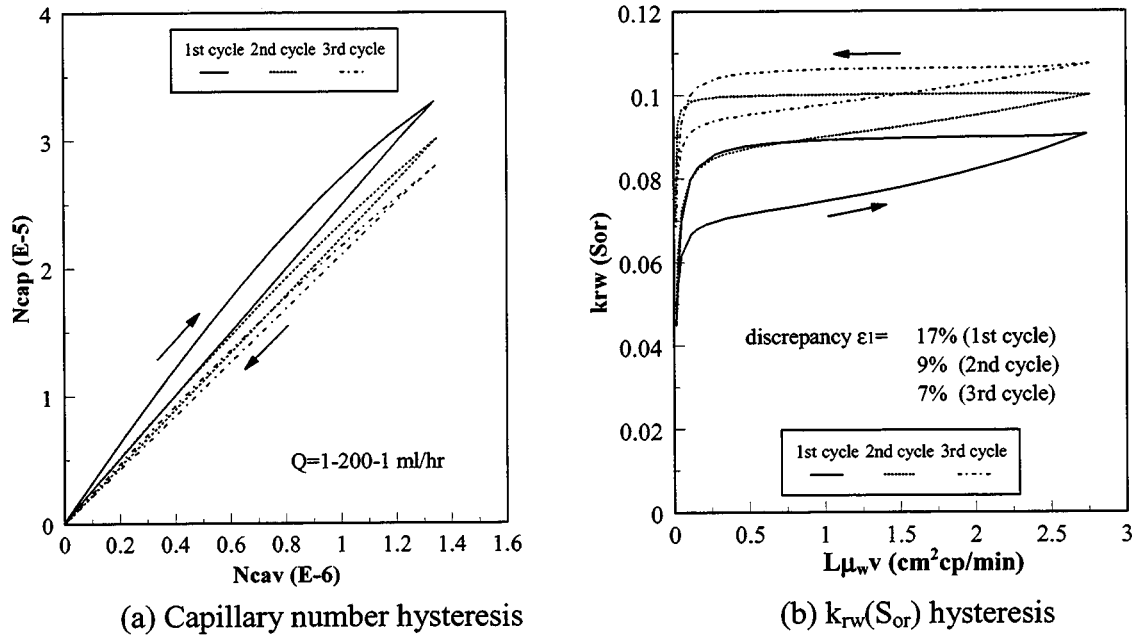 4
3
2
1
0
Ncap (E-5)
1st cycle 2nd cycle 3rd cycle
Q=1-200-1 ml/hr
0 0.2 0.4 0.6 0.8 1 1.2 1.4 1.6
Ncav (E-6)
(a) Capillary number hysteresis
0.12
0.1
0.08
0.06
0.04
0.02
0
krw (Sor)
discrepancy ε1= 17% (1st cycle)
9% (2nd cycle)
7% (3rd cycle)
1st cycle 2nd cycle 3rd cycle
0 0.5 1 1.5 2 2.5 3
Lμwv (cm²cp/min)
(b) krw(Sor) hysteresis